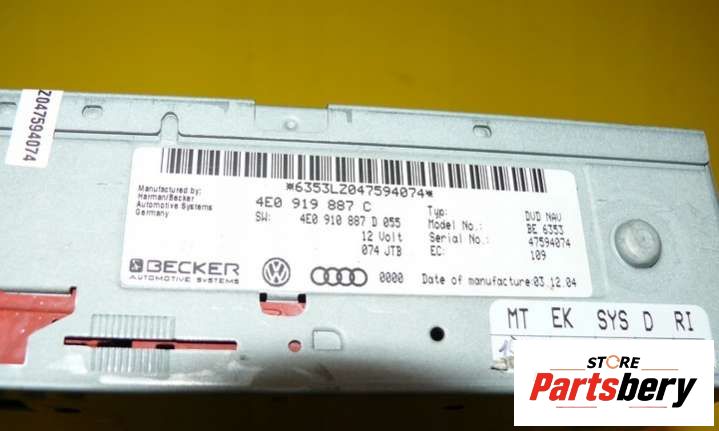 Z047594074
*6353LZ047594074*
Manufactured by:
Harman/Becker
Automotive Systems
Germany
4E0 919 887 C
SW: 4E0 910 887 D 055
12 Volt
074 JTB
Typ: DVD NAV
Model No.: BE 6353
Serial No.: 47594074
EC: 109
BECKER
AUTOMOTIVE SYSTEMS
0000
Date of manufacture: 03.12.04
MT EK SYS D RI
STORE
Partsbery